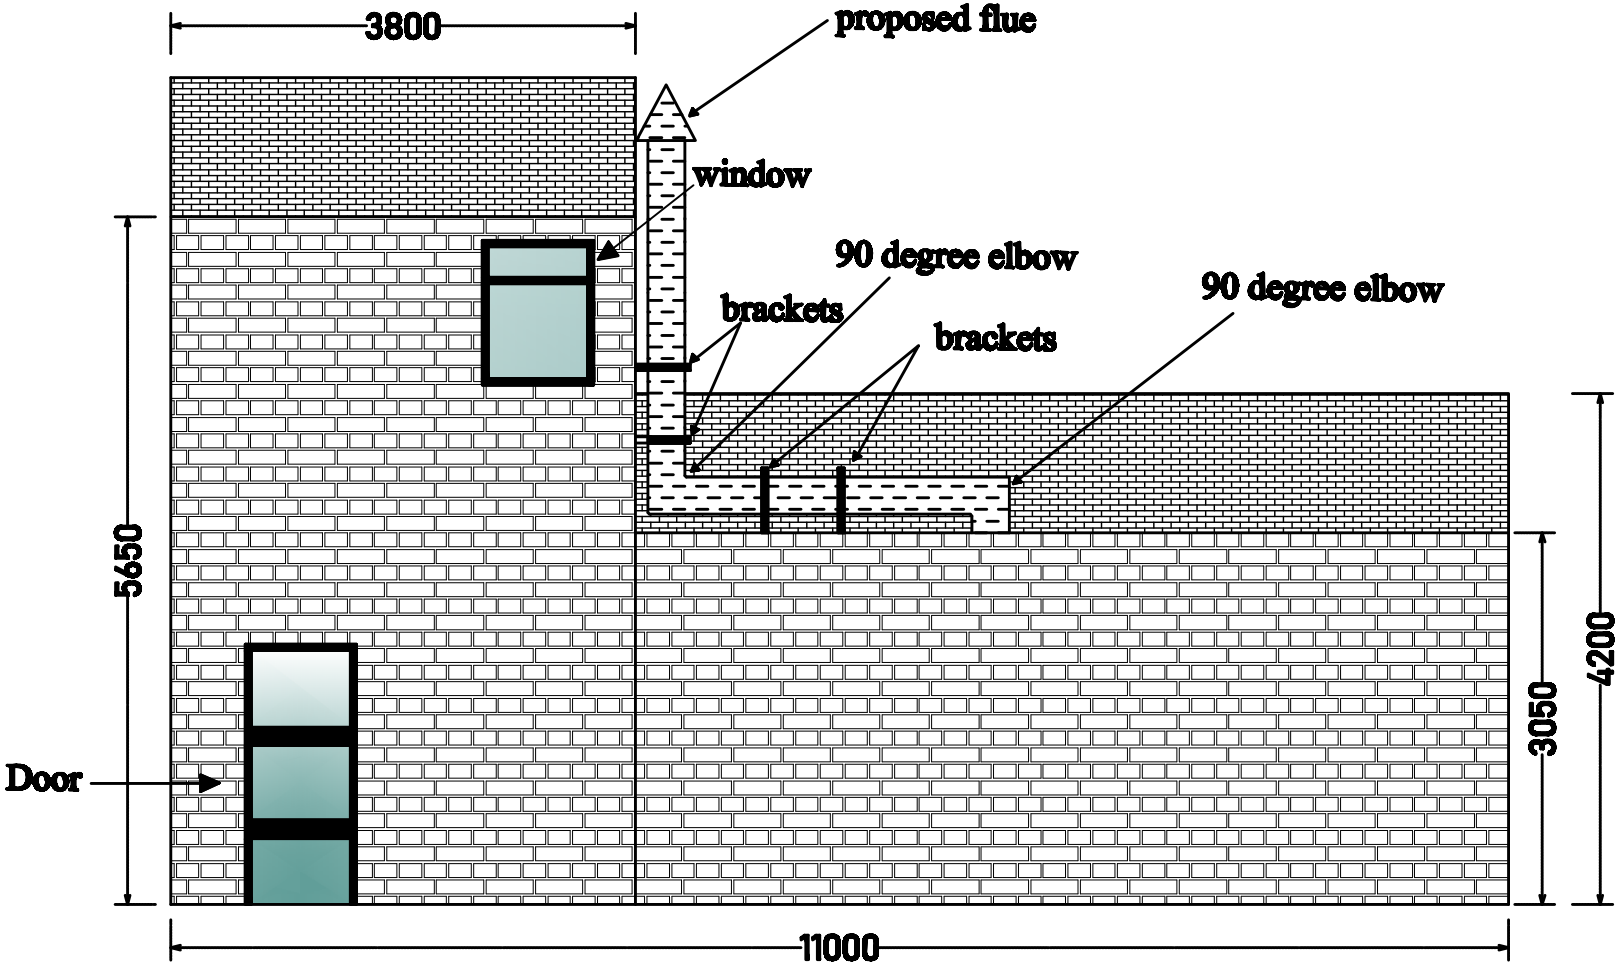 3800
proposed flue
window
90 degree elbow
90 degree elbow
brackets
brackets
5650
4200
3050
Door
11000